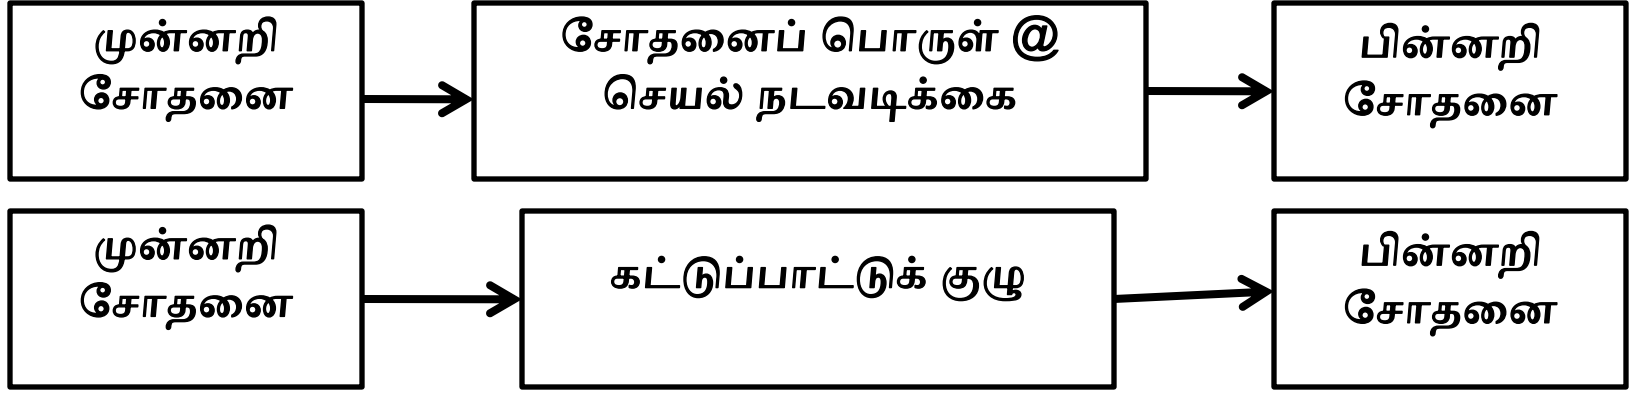 முன்னறி
சோதனை
சோதனைப் பொருள் @
செயல் நடவடிக்கை
பின்னறி
சோதனை
முன்னறி
சோதனை
கட்டுப்பாட்டுக் குழு
பின்னறி
சோதனை